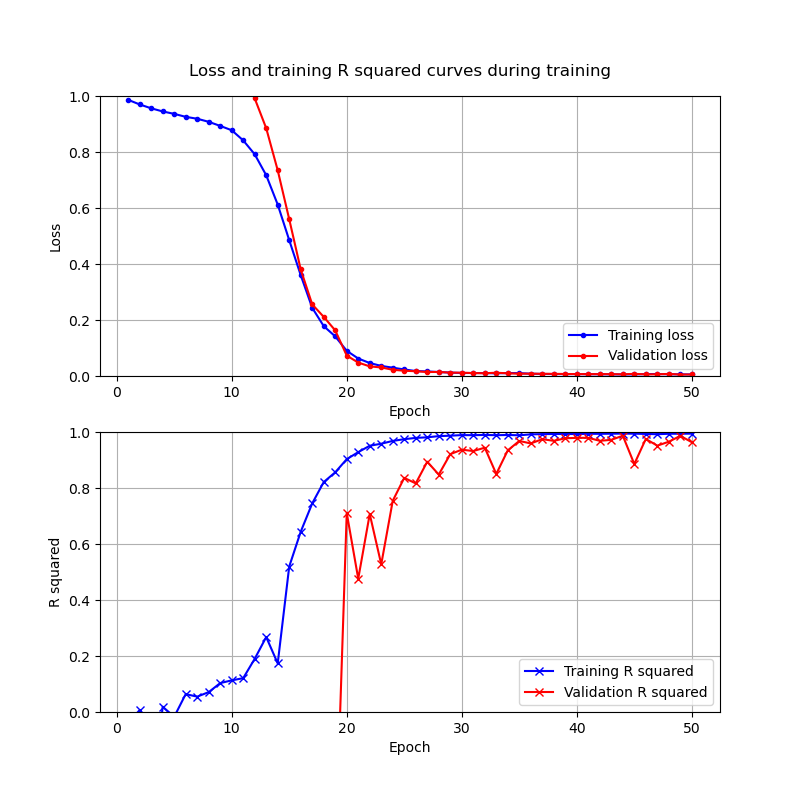 Loss and training R squared curves during training
1.0
0.8
0.6
0.4
0.2
0.0
Loss
Training loss
Validation loss
0 10 20 30 40 50
Epoch
1.0
0.8
0.6
0.4
0.2
0.0
R squared
Training R squared
Validation R squared
0 10 20 30 40 50
Epoch